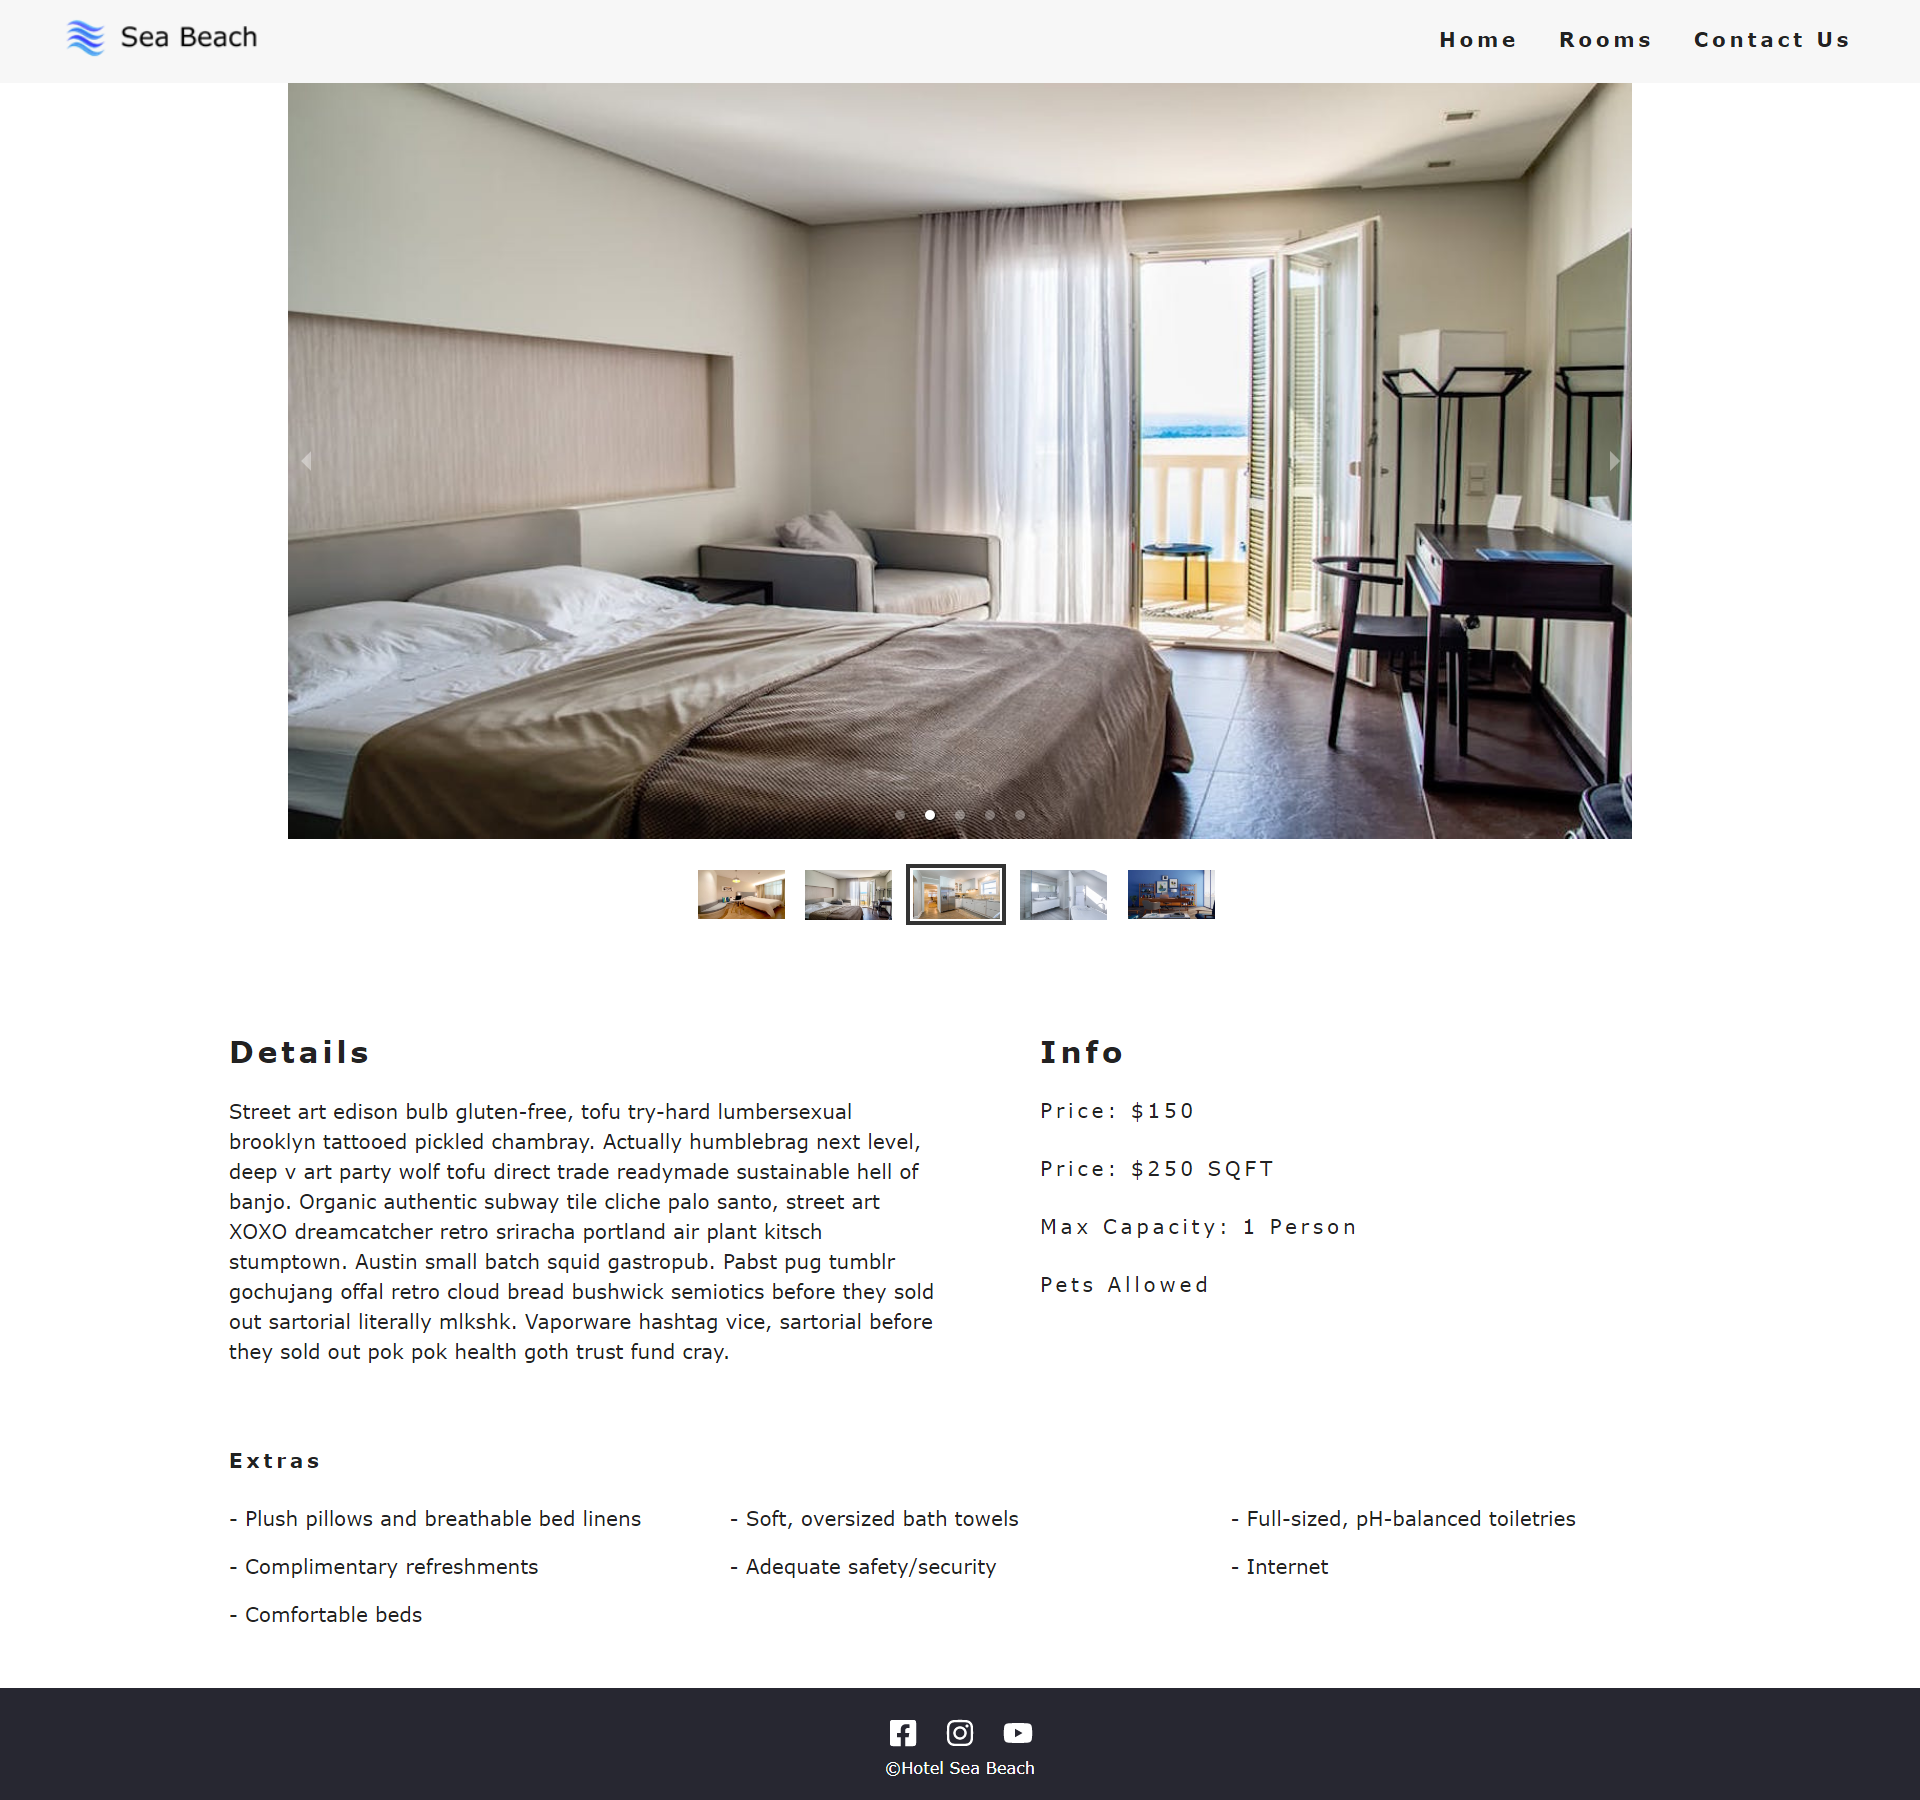 Sea Beach
Home Rooms Contact Us
Details
Street art edison bulb gluten-free, tofu try-hard lumbersexual
brooklyn tattooed pickled chambray. Actually humblebrag next level,
deep v art party wolf tofu direct trade readymade sustainable hell of
banjo. Organic authentic subway tile cliche palo santo, street art
XOXO dreamcatcher retro sriracha portland air plant kitsch
stumptown. Austin small batch squid gastropub. Pabst pug tumblr
gochujang offal retro cloud bread bushwick semiotics before they sold
out sartorial literally mlkshk. Vaporware hashtag vice, sartorial before
they sold out pok pok health goth trust fund cray.
Info
Price: $150
Price: $250 SQFT
Max Capacity: 1 Person
Pets Allowed
Extras
- Plush pillows and breathable bed linens
- Soft, oversized bath towels
- Full-sized, pH-balanced toiletries
- Complimentary refreshments
- Adequate safety/security
- Internet
- Comfortable beds
©Hotel Sea Beach